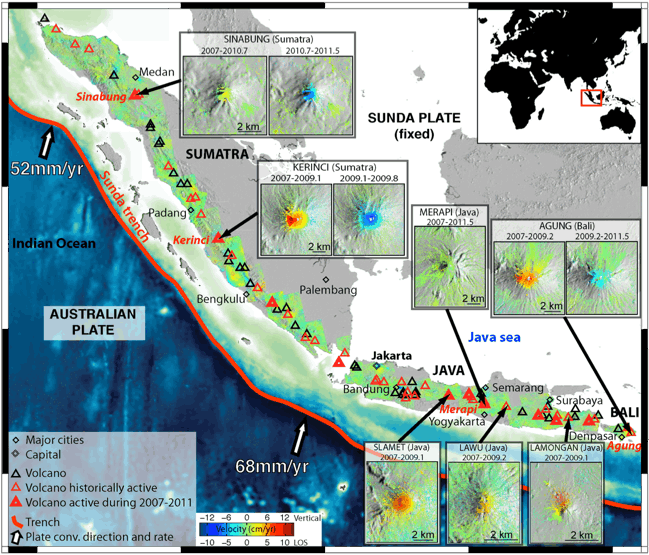 SINABUNG (Sumatra)
2007-2010.7
2010.7-2011.5
2 km
2 km
Medan
Sinabung
SUNDA PLATE
(fixed)
52mm/yr
SUMATRA
KERINCI (Sumatra)
2007-2009.1
2009.1-2009.8
2 km
2 km
Sunda trench
Padang
Kerinci
MERAPI (Java)
2007-2011.5
2 km
AGUNG (Bali)
2007-2009.2
2009.2-2011.5
2 km
2 km
Indian Ocean
Bengkulu
Palembang
AUSTRALIAN
PLATE
Java sea
Jakarta
JAVA
Bandung
Semarang
Merapi
Surabaya
Yogyakarta
BALI
Denpasar
Agung
68mm/yr
SLAMET (Java)
2007-2009.1
2 km
LAWU (Java)
2007-2009.2
2 km
LAMONGAN (Java)
2007-2009.1
2 km
Major cities
Capital
Volcano
Volcano historically active
Volcano active during 2007-2011
Trench
Plate conv. direction and rate
−12 −6 0 6 12 Vertical
Velocity (cm/yr)
−10 −5 0 5 10 LOS